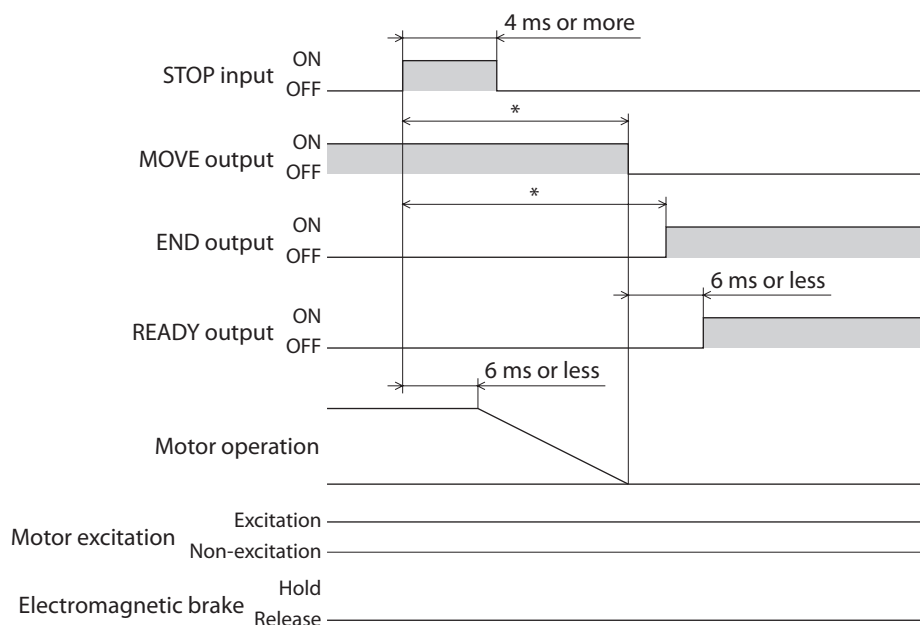 4 ms or more
STOP input
ON
OFF
*
MOVE output
ON
OFF
*
END output
ON
OFF
6 ms or less
READY output
ON
OFF
6 ms or less
Motor operation
Motor excitation
Excitation
Non-excitation
Electromagnetic brake
Hold
Release